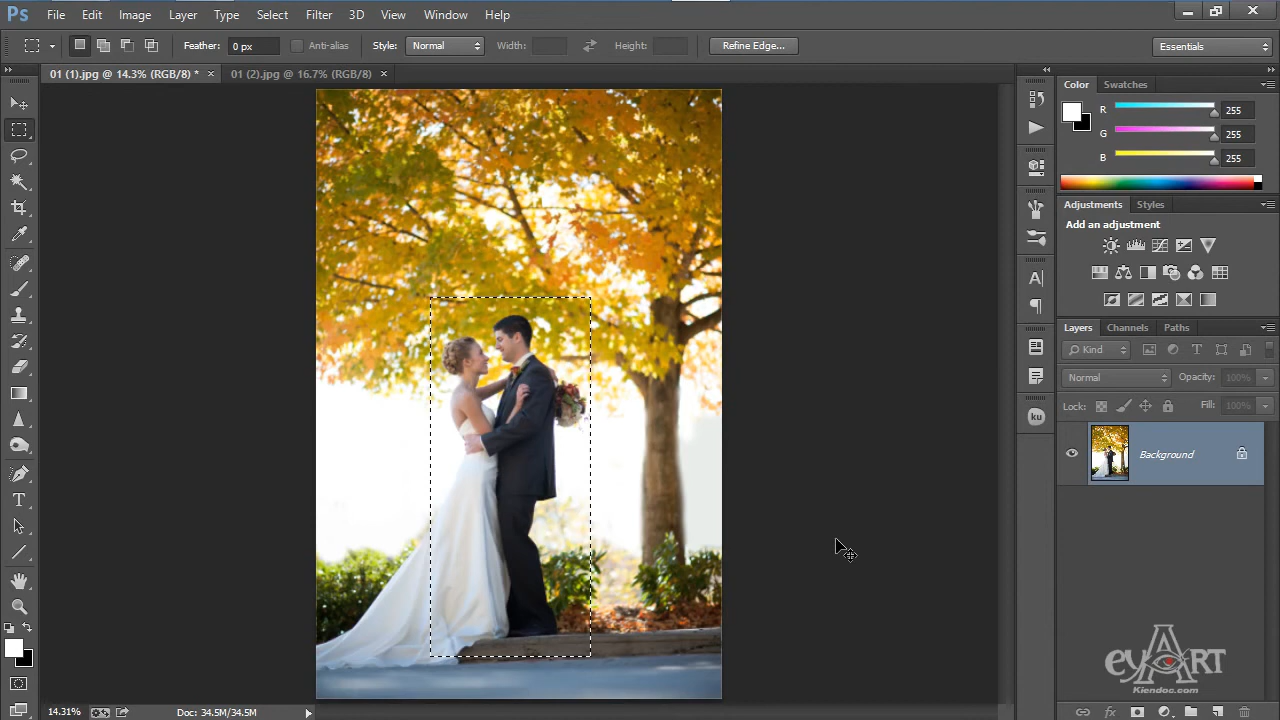 Ps File Edit Image Layer Type Select Filter 3D View Window Help
Feather: 0 px Anti-alias Style: Normal Width: Height: Refine Edge... Essentials
01 (1).jpg @ 14.3% (RGB/8) * × 01 (2).jpg @ 16.7% (RGB/8) ×
Color Swatches
R 255
G 255
B 255
Adjustments Styles
Add an adjustment
Layers Channels Paths
Kind
Normal Opacity: 100%
Lock: Fill: 100%
Background
eyeART
Kiendoc.com
14.31% Doc: 34.5M/34.5M